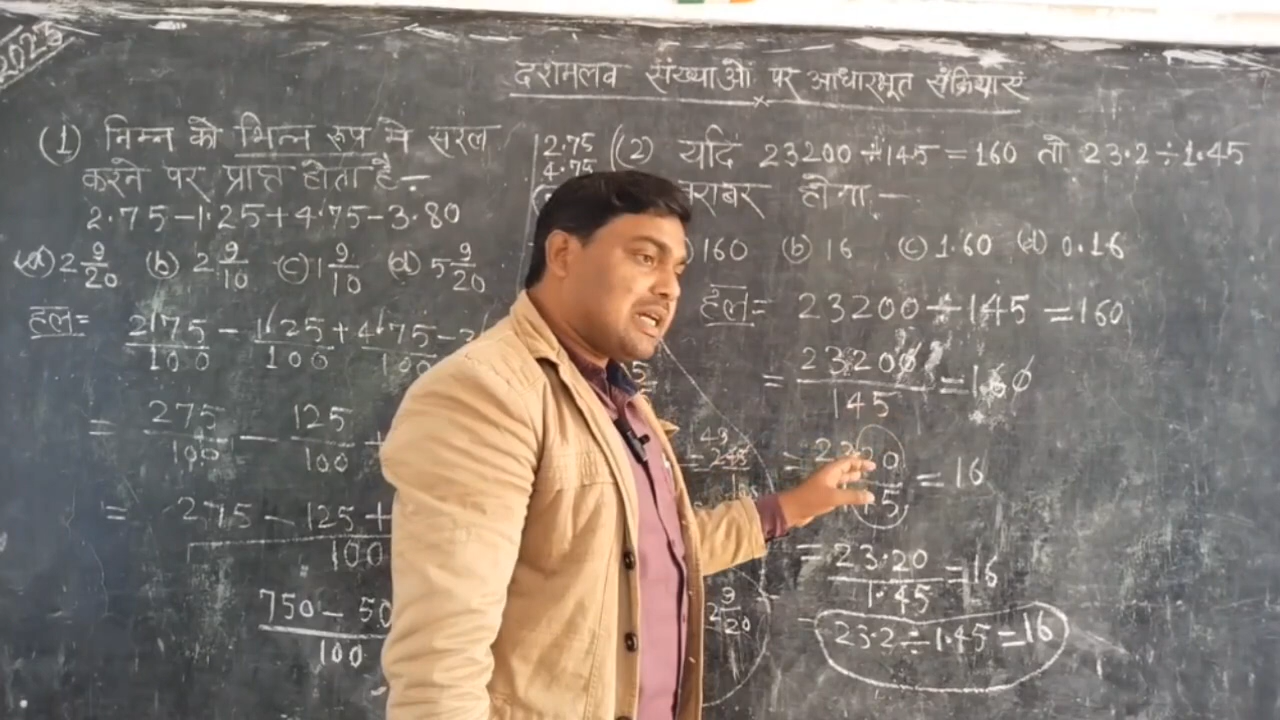 2023
दशमलव संख्याओ पर आधारभूत संक्रियाएं
(1) निम्न को भिन्न रूप मे सरल
करने पर प्राप्त होता है:-
2.75-1.25+4.75-3.80
(a) 2 9/20 (b) 2 9/10 (c) 1 9/10 (d) 5 9/20
हल=
275/100 - 125/100 + 475/100 -
= 275/100 - 125/100 +
= 275 - 125 + / 100
750 - 50 / 100
2.75
4.75
2 9/20
(2) यदि 23200÷145=160 तो 23.2÷1.45
बराबर होगा:-
160 (b) 16 (c) 1.60 (d) 0.16
हल= 23200÷145=160
= 23200/145 = 160
= 16
= 23.20/1.45 = 16
23.2÷1.45=16